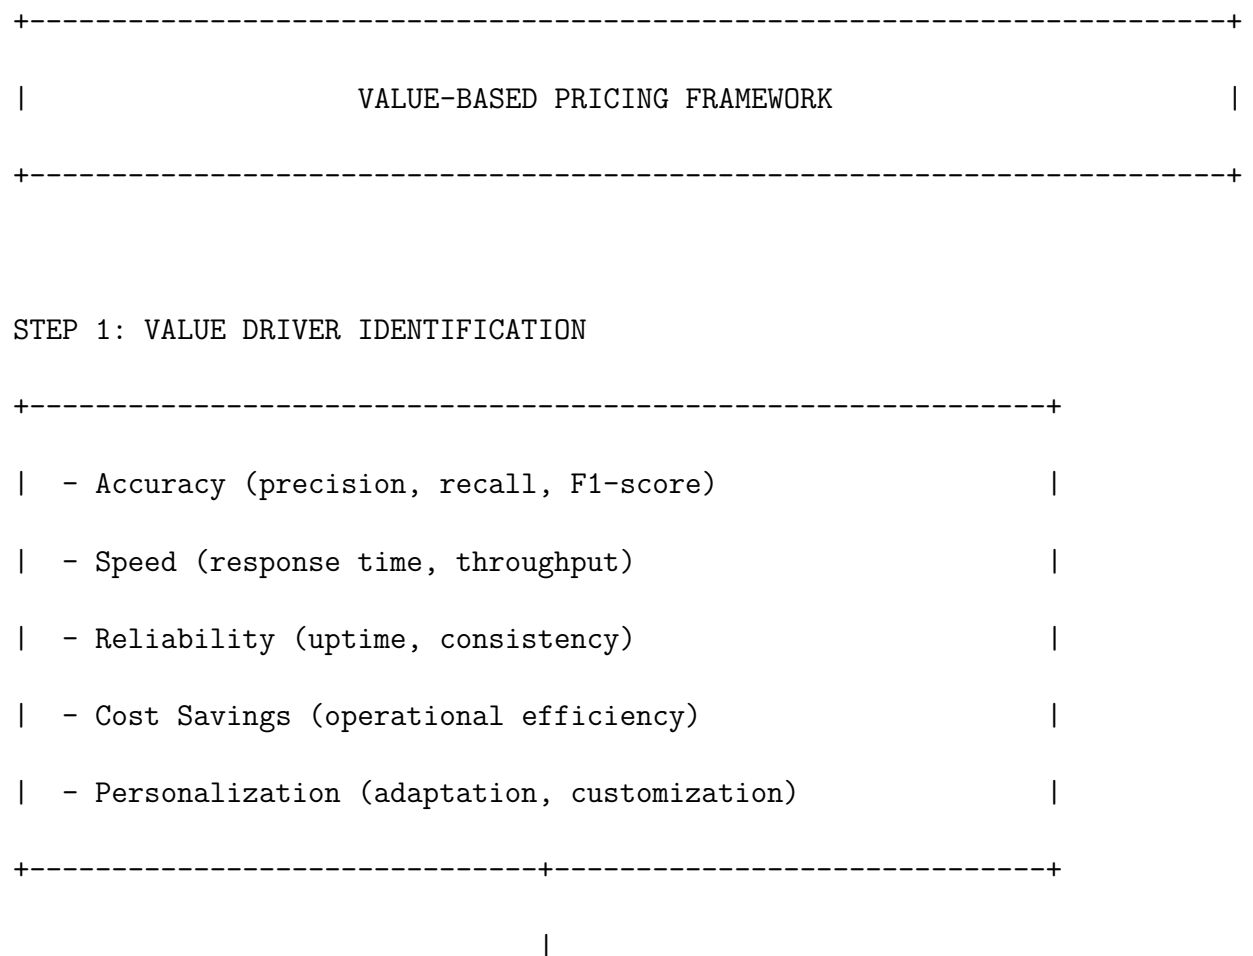 +-------------------------------------------------------------------------+
|                     VALUE-BASED PRICING FRAMEWORK                        |
+-------------------------------------------------------------------------+
STEP 1: VALUE DRIVER IDENTIFICATION
+--------------------------------------------------------------+
|  - Accuracy (precision, recall, F1-score)                    |
|  - Speed (response time, throughput)                         |
|  - Reliability (uptime, consistency)                         |
|  - Cost Savings (operational efficiency)                     |
|  - Personalization (adaptation, customization)               |
+-------------------------------+------------------------------+
                                |